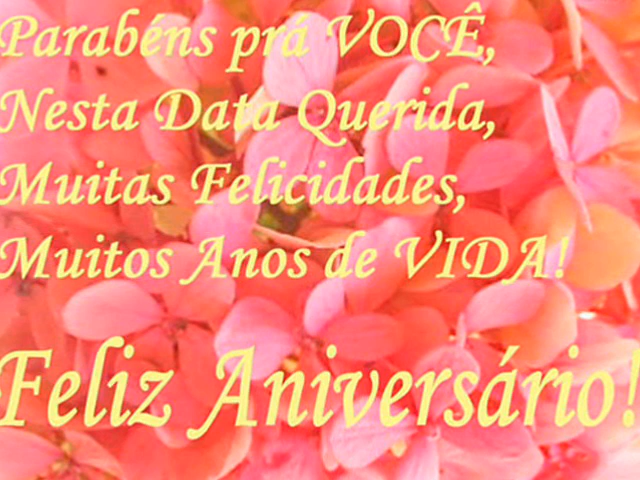 Parabéns prá VOCÊ,
Nesta Data Querida,
Muitas Felicidades,
Muitos Anos de VIDA!
Feliz Aniversário!